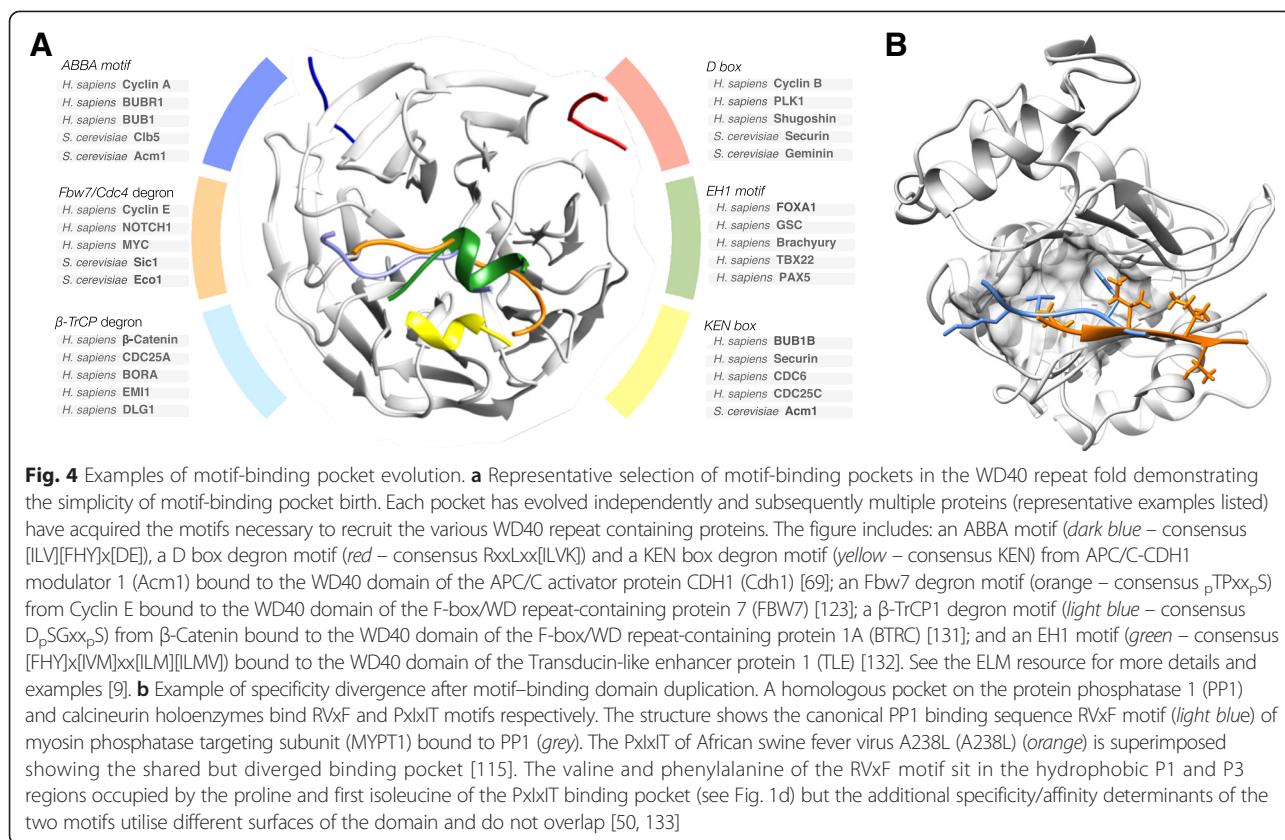 A
B
ABBA motif
H. sapiens Cyclin A
H. sapiens BUBR1
H. sapiens BUB1
S. cerevisiae Clb5
S. cerevisiae Acm1
Fbw7/Cdc4 degron
H. sapiens Cyclin E
H. sapiens NOTCH1
H. sapiens MYC
S. cerevisiae Sic1
S. cerevisiae Eco1
β-TrCP degron
H. sapiens β-Catenin
H. sapiens CDC25A
H. sapiens BORA
H. sapiens EMI1
H. sapiens DLG1
D box
H. sapiens Cyclin B
H. sapiens PLK1
H. sapiens Shugoshin
S. cerevisiae Securin
S. cerevisiae Geminin
EH1 motif
H. sapiens FOXA1
H. sapiens GSC
H. sapiens Brachyury
H. sapiens TBX22
H. sapiens PAX5
KEN box
H. sapiens BUB1B
H. sapiens Securin
H. sapiens CDC6
H. sapiens CDC25C
S. cerevisiae Acm1
Fig. 4 Examples of motif-binding pocket evolution. a Representative selection of motif-binding pockets in the WD40 repeat fold demonstrating
the simplicity of motif-binding pocket birth. Each pocket has evolved independently and subsequently multiple proteins (representative examples listed)
have acquired the motifs necessary to recruit the various WD40 repeat containing proteins. The figure includes: an ABBA motif (dark blue – consensus
[ILV][FHY]x[DE]), a D box degron motif (red – consensus RxxLxx[ILVK]) and a KEN box degron motif (yellow – consensus KEN) from APC/C-CDH1
modulator 1 (Acm1) bound to the WD40 domain of the APC/C activator protein CDH1 (Cdh1) [69]; an Fbw7 degron motif (orange – consensus pTPxxpS)
from Cyclin E bound to the WD40 domain of the F-box/WD repeat-containing protein 7 (FBW7) [123]; a β-TrCP1 degron motif (light blue – consensus
DpSGxxpS) from β-Catenin bound to the WD40 domain of the F-box/WD repeat-containing protein 1A (BTRC) [131]; and an EH1 motif (green – consensus
[FHY]x[IVM]xx[ILM][ILMV]) bound to the WD40 domain of the Transducin-like enhancer protein 1 (TLE) [132]. See the ELM resource for more details and
examples [9]. b Example of specificity divergence after motif–binding domain duplication. A homologous pocket on the protein phosphatase 1 (PP1)
and calcineurin holoenzymes bind RVxF and PxIxIT motifs respectively. The structure shows the canonical PP1 binding sequence RVxF motif (light blue) of
myosin phosphatase targeting subunit (MYPT1) bound to PP1 (grey). The PxIxIT of African swine fever virus A238L (A238L) (orange) is superimposed
showing the shared but diverged binding pocket [115]. The valine and phenylalanine of the RVxF motif sit in the hydrophobic P1 and P3
regions occupied by the proline and first isoleucine of the PxIxIT binding pocket (see Fig. 1d) but the additional specificity/affinity determinants of the
two motifs utilise different surfaces of the domain and do not overlap [50, 133]